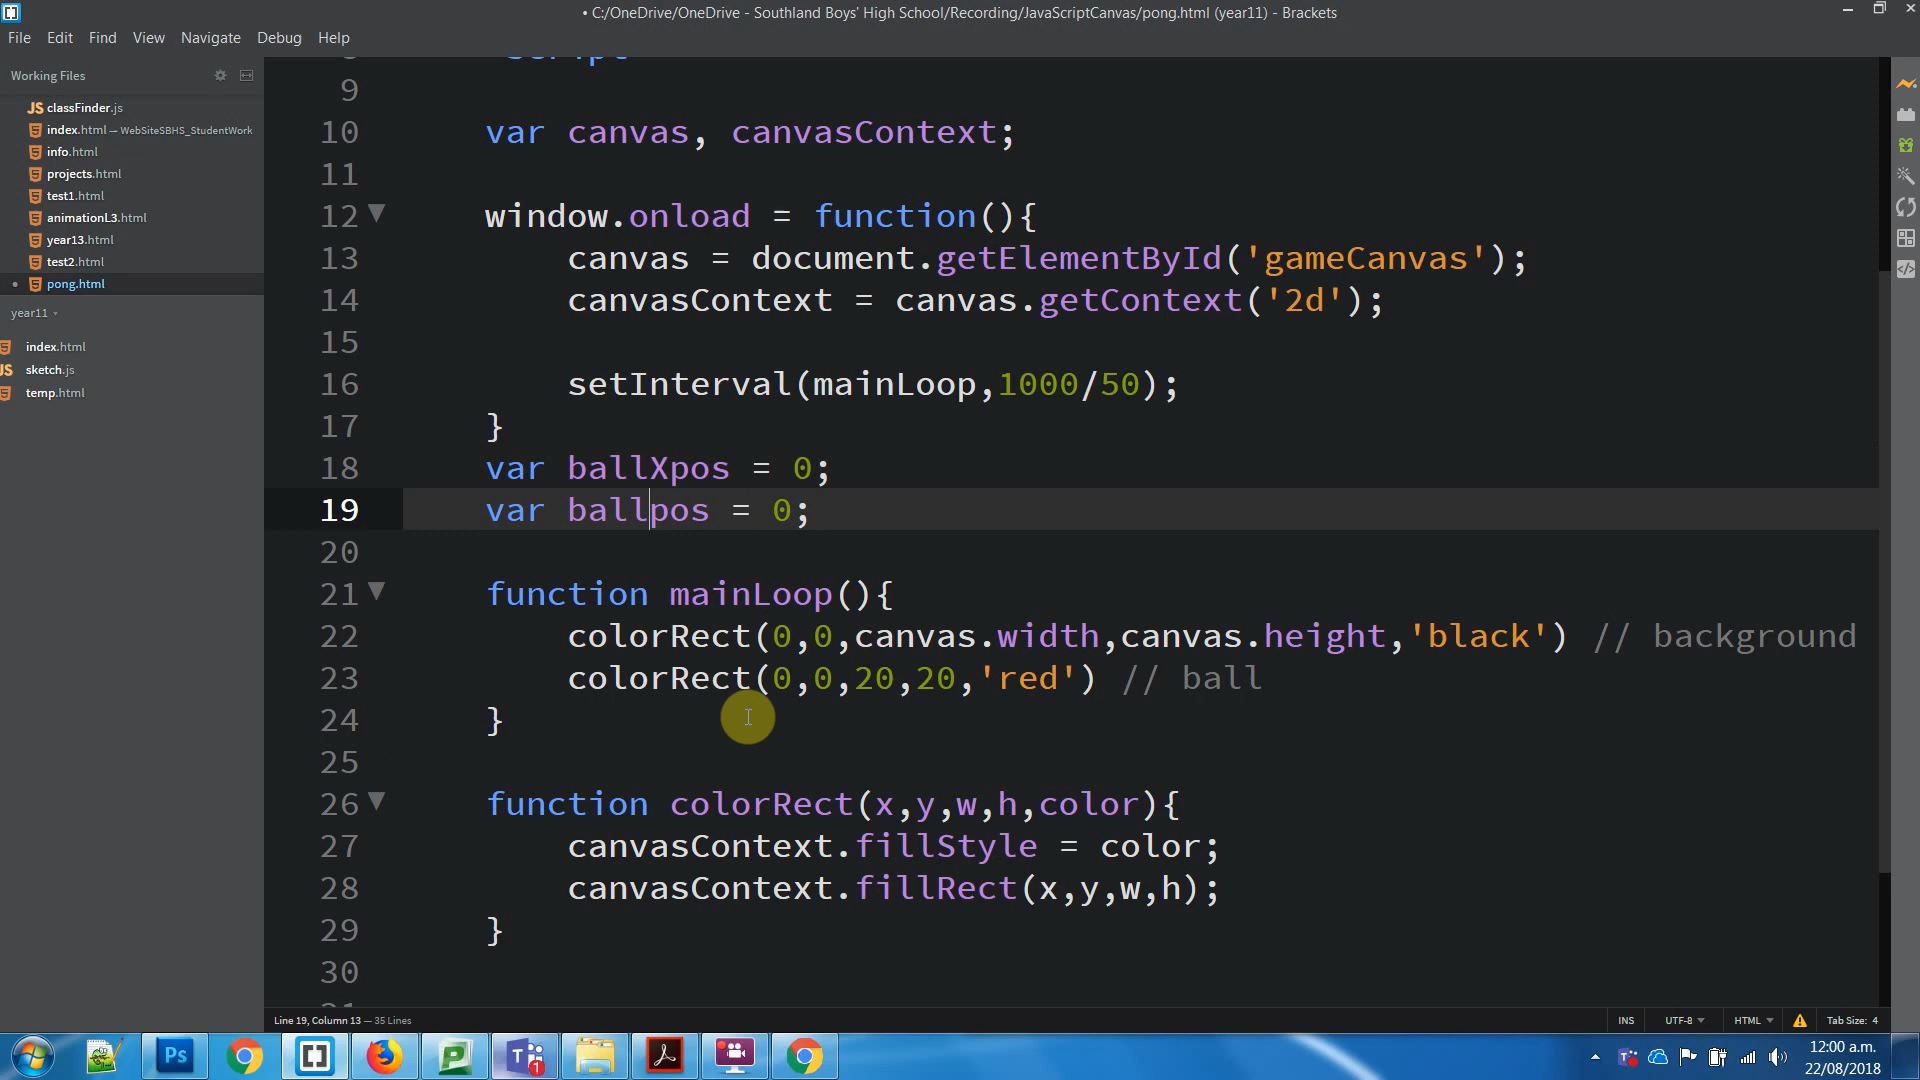 • C:/OneDrive/OneDrive - Southland Boys' High School/Recording/JavaScriptCanvas/pong.html (year11) - Brackets
File Edit Find View Navigate Debug Help
Working Files
classFinder.js
index.html — WebSiteSBHS_StudentWork
info.html
projects.html
test1.html
animationL3.html
year13.html
test2.html
pong.html
year11
index.html
sketch.js
temp.html
9
10 var canvas, canvasContext;
11
12 window.onload = function(){
13 canvas = document.getElementById('gameCanvas');
14 canvasContext = canvas.getContext('2d');
15
16 setInterval(mainLoop,1000/50);
17 }
18 var ballXpos = 0;
19 var ballpos = 0;
20
21 function mainLoop(){
22 colorRect(0,0,canvas.width,canvas.height,'black') // background
23 colorRect(0,0,20,20,'red') // ball
24 }
25
26 function colorRect(x,y,w,h,color){
27 canvasContext.fillStyle = color;
28 canvasContext.fillRect(x,y,w,h);
29 }
30
Line 19, Column 13 — 35 Lines
INS UTF-8 HTML Tab Size: 4
Ps
12:00 a.m.
22/08/2018